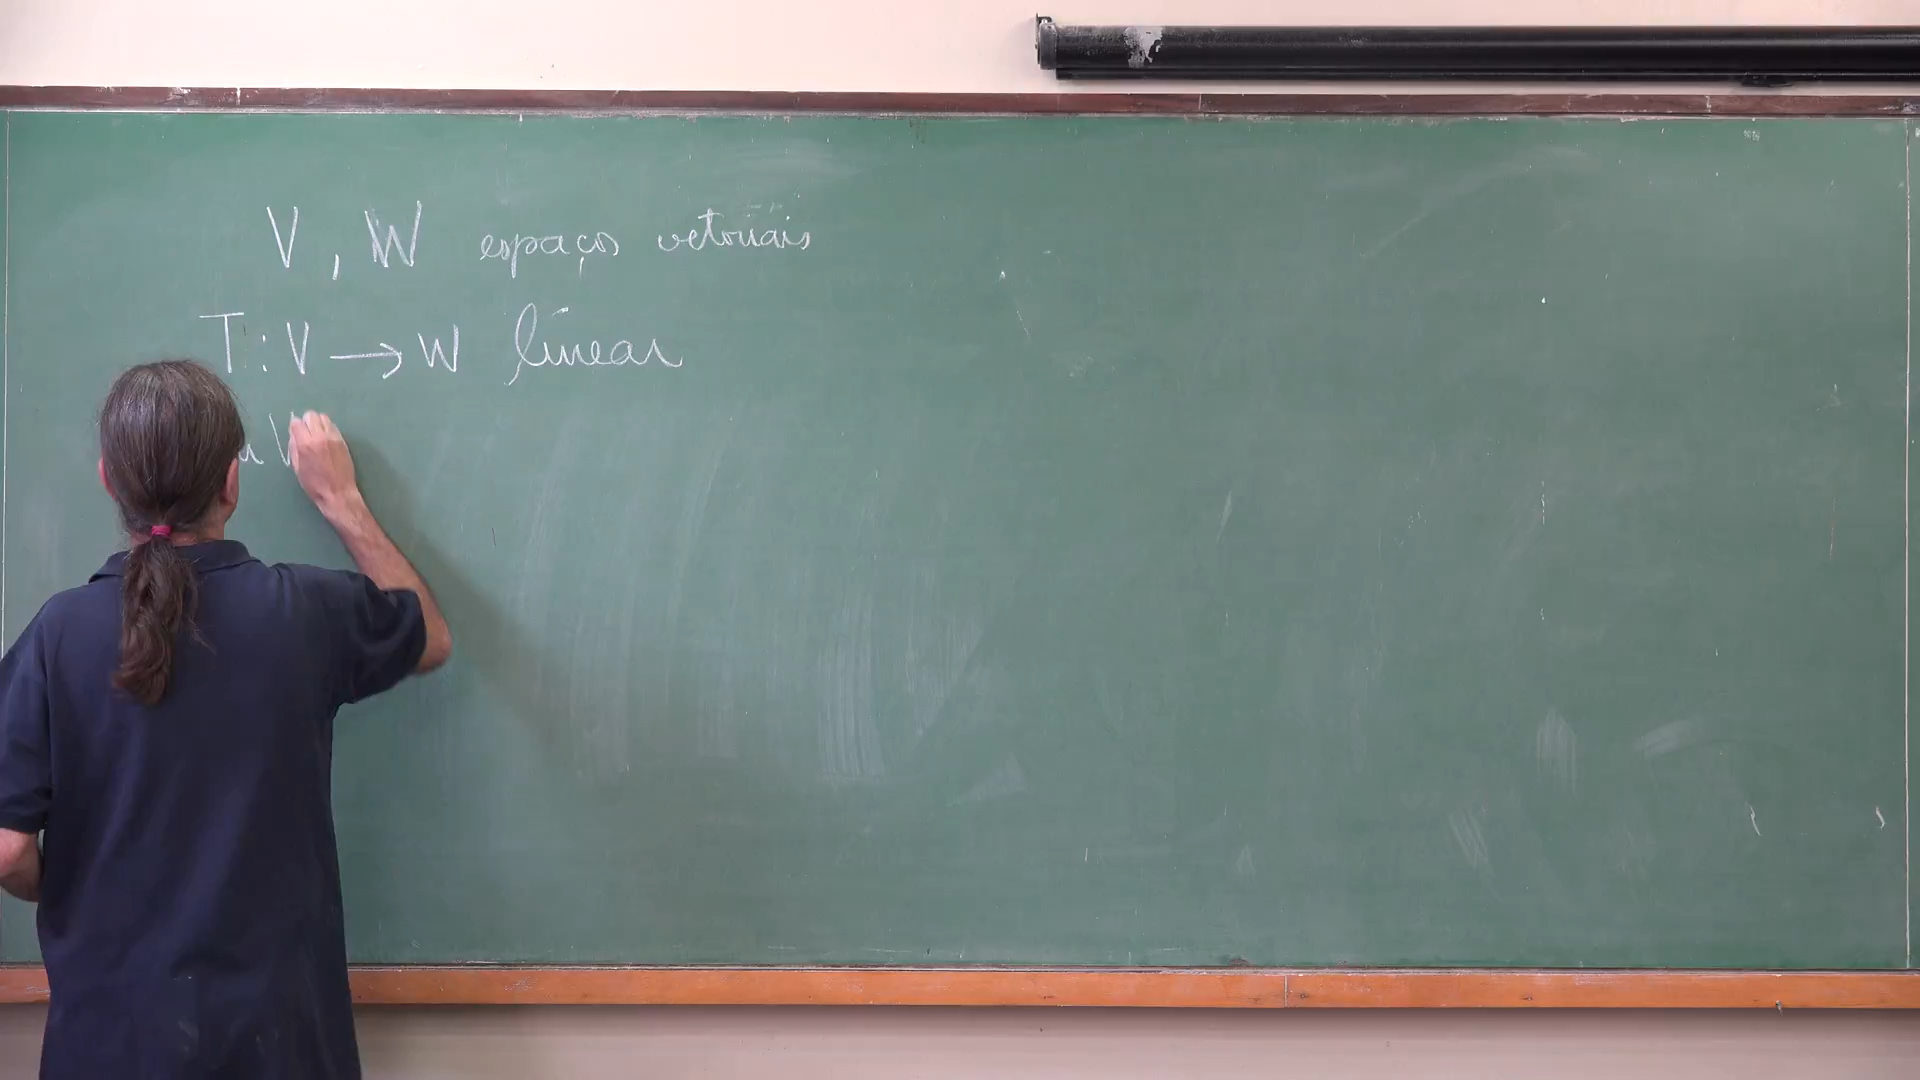 V, W espaços vetoriais
T: V → W linear